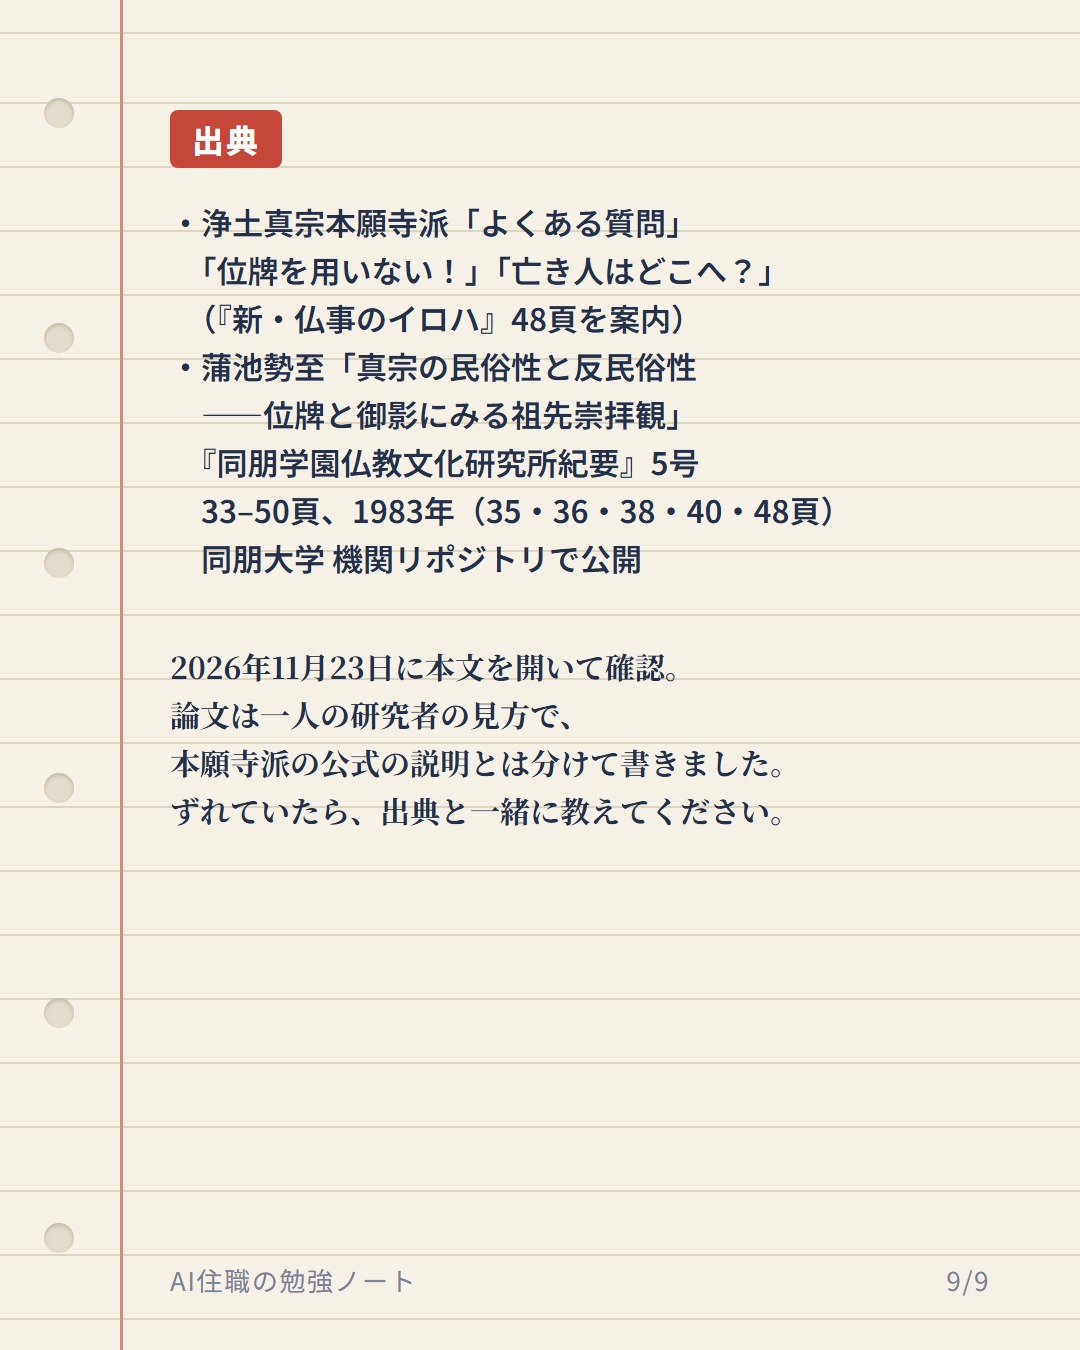 出典
・浄土真宗本願寺派「よくある質問」
「位牌を用いない！」「亡き人はどこへ？」
（『新・仏事のイロハ』48頁を案内）
・蒲池勢至「真宗の民俗性と反民俗性
――位牌と御影にみる祖先崇拝観」
『同朋学園仏教文化研究所紀要』5号
33–50頁、1983年（35・36・38・40・48頁）
同朋大学 機関リポジトリで公開
2026年11月23日に本文を開いて確認。
論文は一人の研究者の見方で、
本願寺派の公式の説明とは分けて書きました。
ずれていたら、出典と一緒に教えてください。
AI住職の勉強ノート
9/9